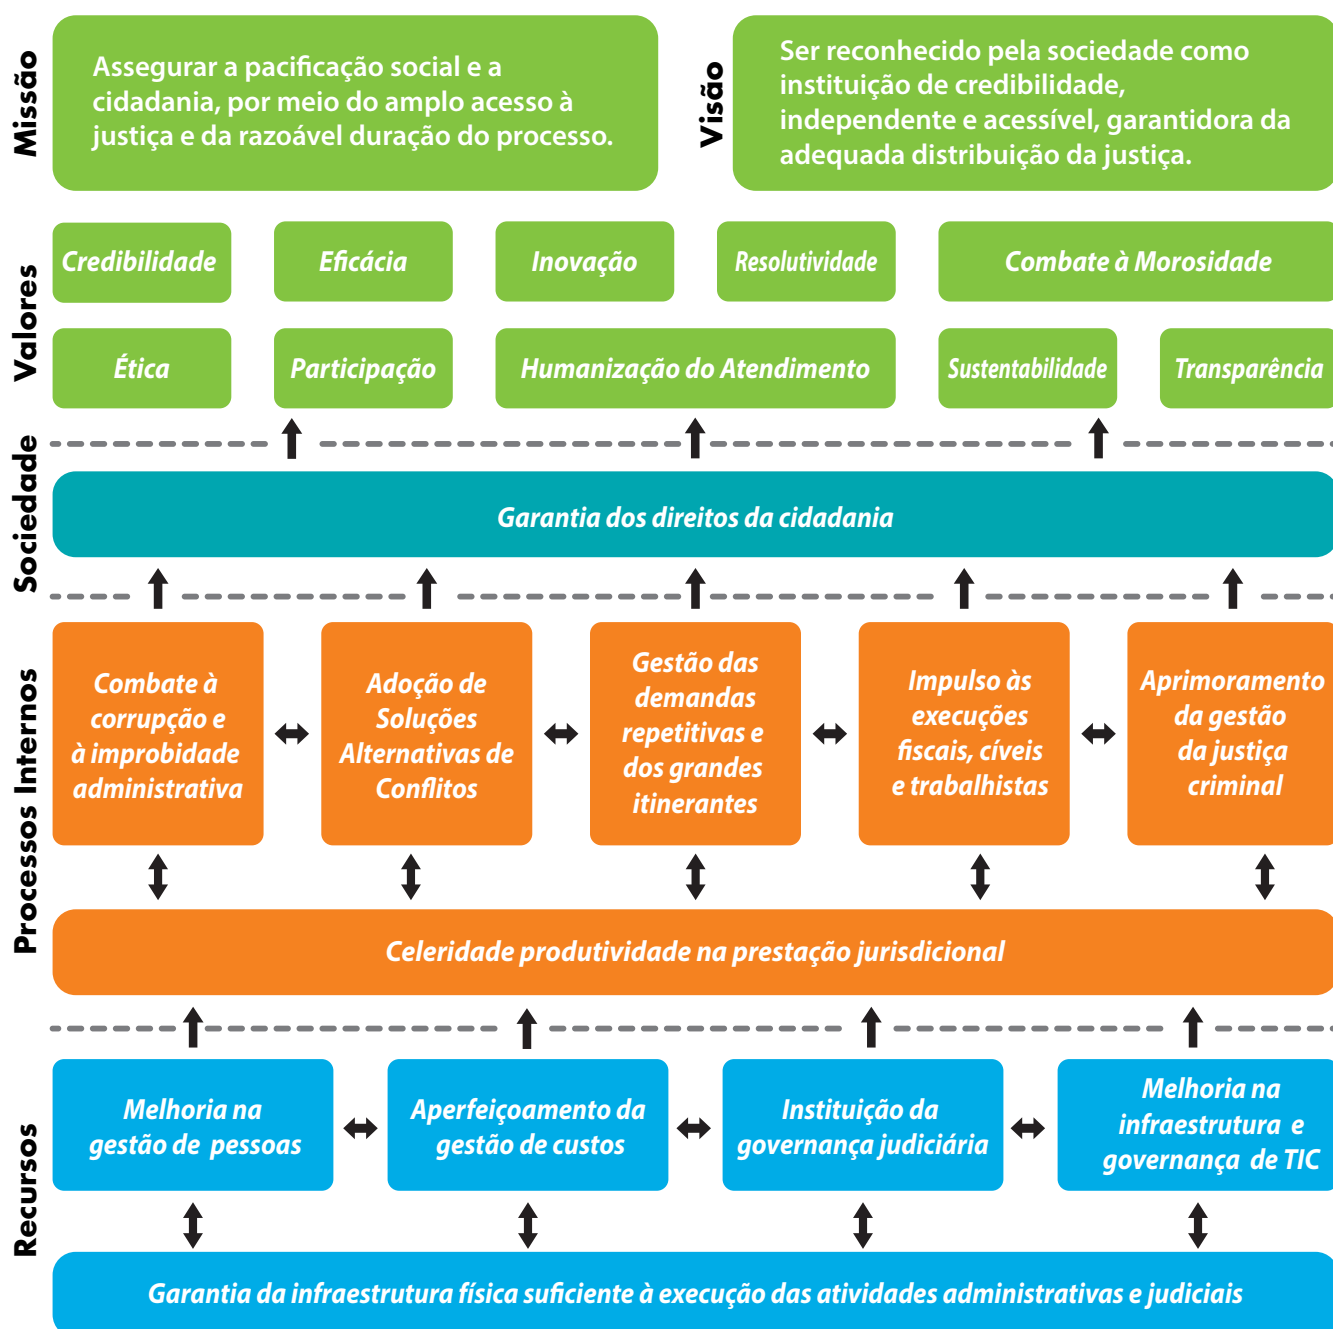 Missão
Assegurar a pacificação social e a
cidadania, por meio do amplo acesso à
justiça e da razoável duração do processo.
Visão
Ser reconhecido pela sociedade como
instituição de credibilidade,
independente e acessível, garantidora da
adequada distribuição da justiça.
Valores
Credibilidade
Eficácia
Inovação
Resolutividade
Combate à Morosidade
Ética
Participação
Humanização do Atendimento
Sustentabilidade
Transparência
Sociedade
Garantia dos direitos da cidadania
Processos Internos
Combate à
corrupção e
à improbidade
administrativa
Adoção de
Soluções
Alternativas de
Conflitos
Gestão das
demandas
repetitivas e
dos grandes
itinerantes
Impulso às
execuções
fiscais, cíveis
e trabalhistas
Aprimoramento
da gestão
da justiça
criminal
Celeridade produtividade na prestação jurisdicional
Recursos
Melhoria na
gestão de pessoas
Aperfeiçoamento da
gestão de custos
Instituição da
governança judiciária
Melhoria na
infraestrutura e
governança de TIC
Garantia da infraestrutura física suficiente à execução das atividades administrativas e judiciais